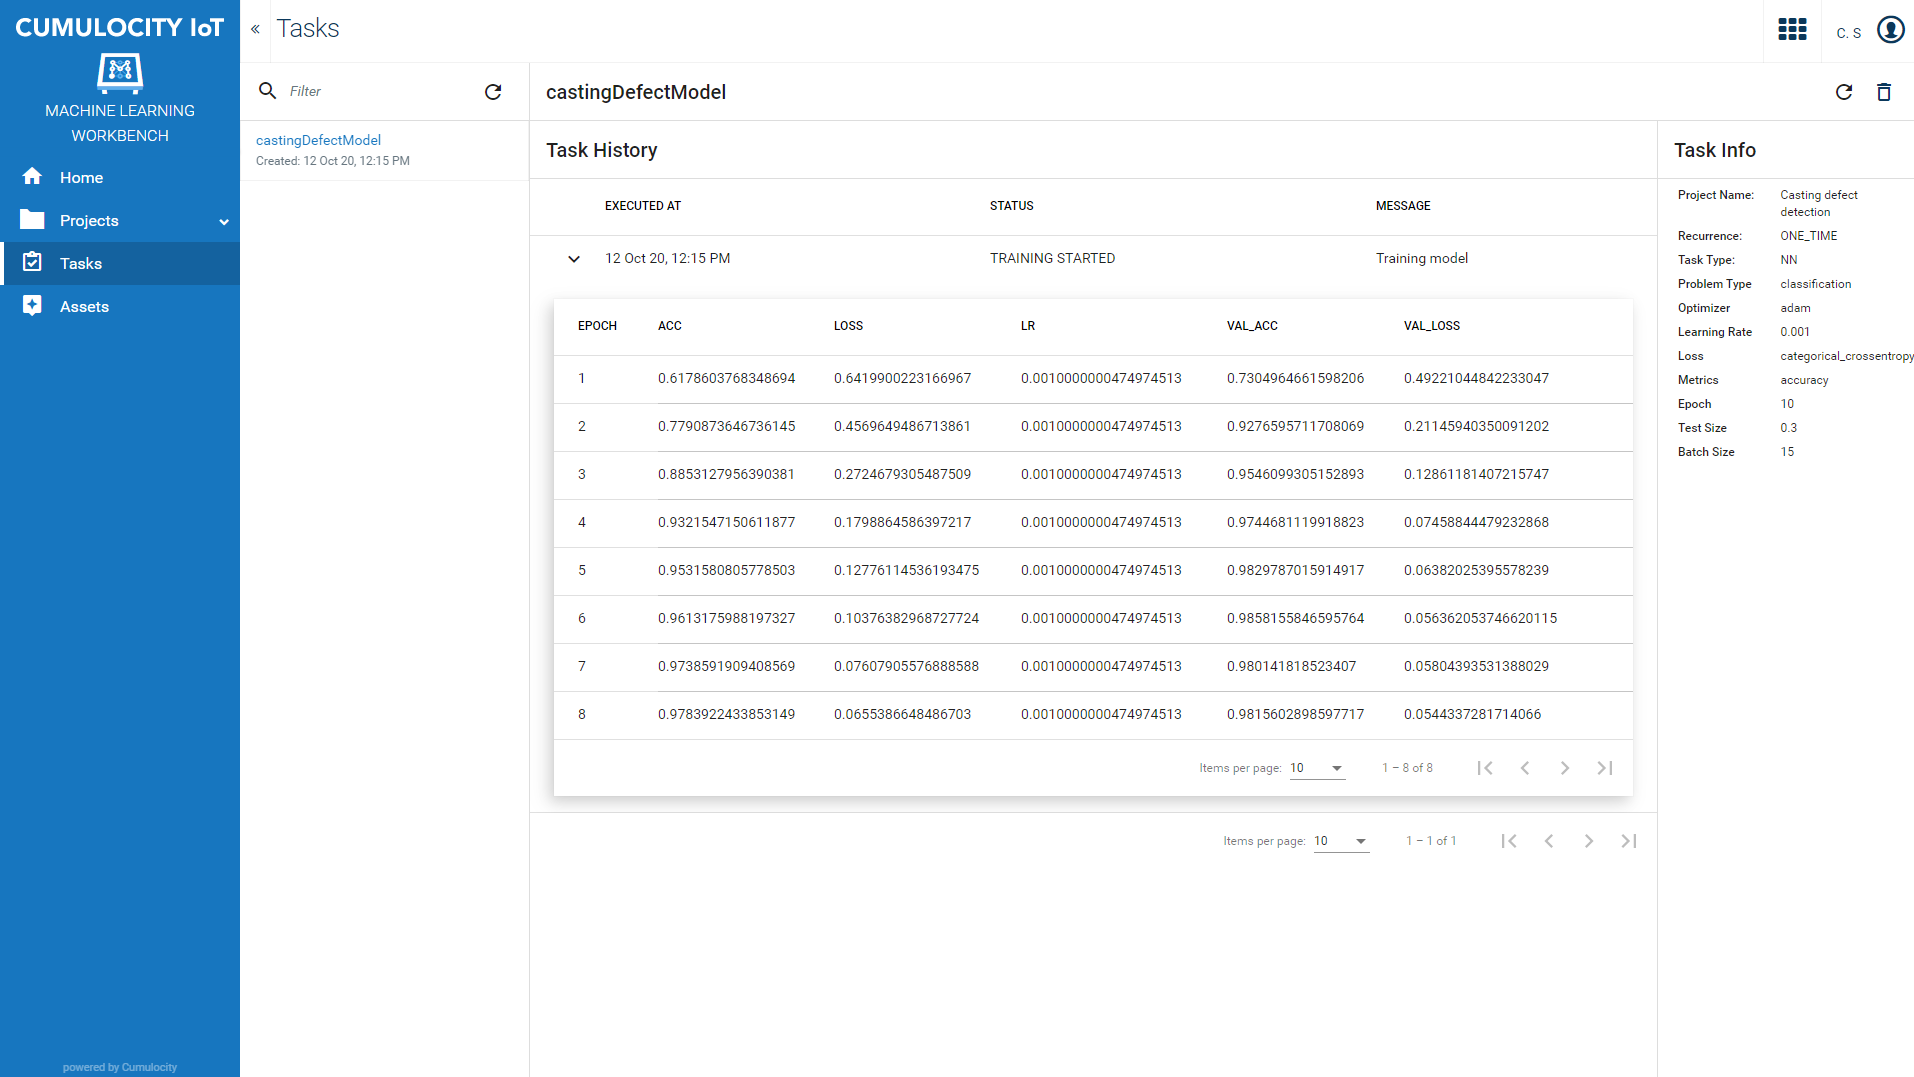 CUMULOCITY IoT
MACHINE LEARNING
WORKBENCH
Home
Projects
Tasks
Assets
powered by Cumulocity
« Tasks
C. S
Filter
castingDefectModel
Created: 12 Oct 20, 12:15 PM
castingDefectModel
Task History
EXECUTED AT STATUS MESSAGE
12 Oct 20, 12:15 PM TRAINING STARTED Training model
EPOCH ACC LOSS LR VAL_ACC VAL_LOSS
1 0.6178603768348694 0.6419900223166967 0.0010000000474974513 0.7304964661598206 0.49221044842233047
2 0.7790873646736145 0.4569649486713861 0.0010000000474974513 0.9276595711708069 0.21145940350091202
3 0.8853127956390381 0.2724679305487509 0.0010000000474974513 0.9546099305152893 0.12861181407215747
4 0.9321547150611877 0.1798864586397217 0.0010000000474974513 0.9744681119918823 0.07458844479232868
5 0.9531580805778503 0.12776114536193475 0.0010000000474974513 0.9829787015914917 0.06382025395578239
6 0.9613175988197327 0.10376382968727724 0.0010000000474974513 0.9858155846595764 0.056362053746620115
7 0.9738591909408569 0.07607905576888588 0.0010000000474974513 0.980141818523407 0.05804393531388029
8 0.9783922433853149 0.0655386648486703 0.0010000000474974513 0.9815602898597717 0.0544337281714066
Items per page: 10 1 – 8 of 8
Items per page: 10 1 – 1 of 1
Task Info
Project Name: Casting defect
detection
Recurrence: ONE_TIME
Task Type: NN
Problem Type classification
Optimizer adam
Learning Rate 0.001
Loss categorical_crossentropy
Metrics accuracy
Epoch 10
Test Size 0.3
Batch Size 15